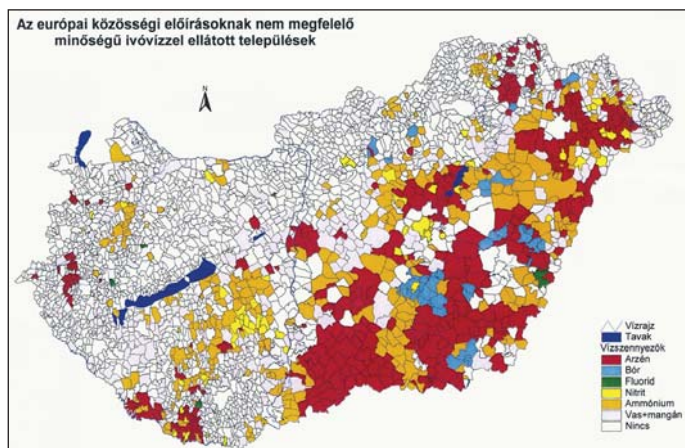 Az európai közösségi előírásoknak nem megfelelő
minőségű ivóvízzel ellátott települések
N
Vízrajz
Tavak
Vízszennyezők
Arzén
Bór
Fluorid
Nitrit
Ammónium
Vas+mangán
Nincs